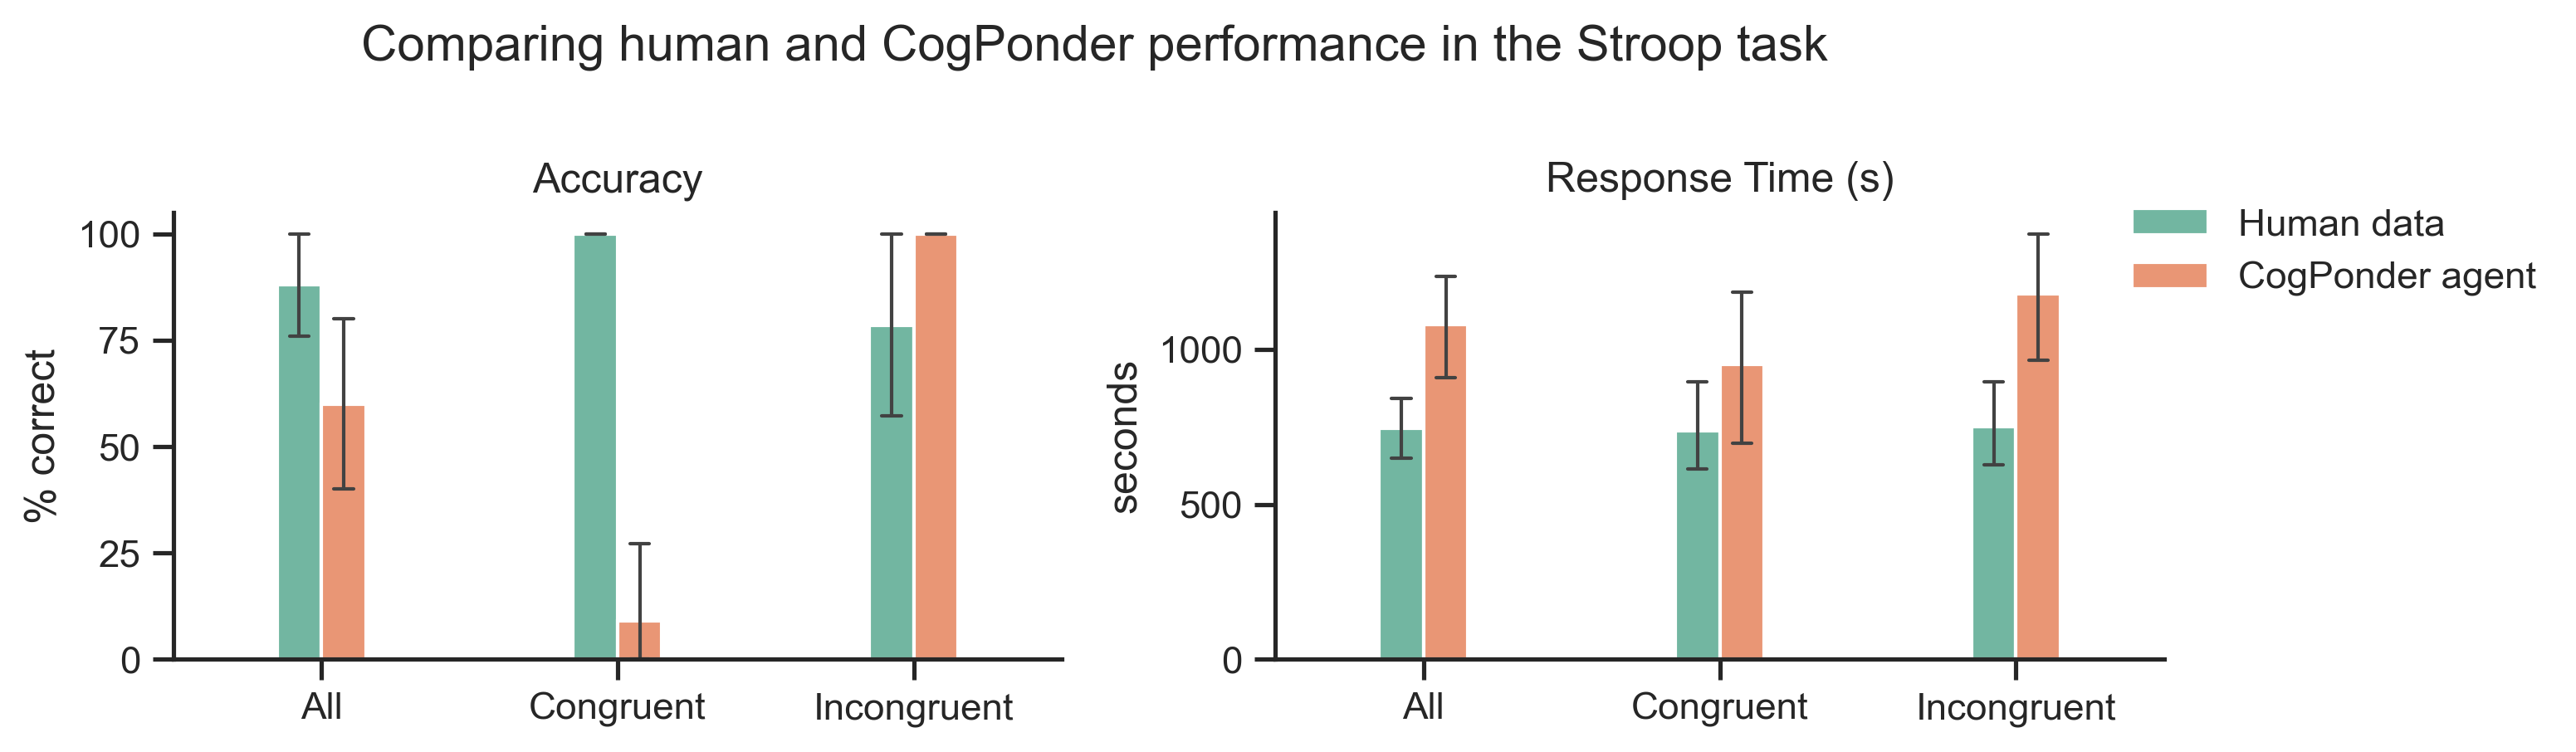 Comparing human and CogPonder performance in the Stroop task
Accuracy
% correct
100
75
50
25
0
All
Congruent
Incongruent
Response Time (s)
seconds
1000
500
0
All
Congruent
Incongruent
Human data
CogPonder agent